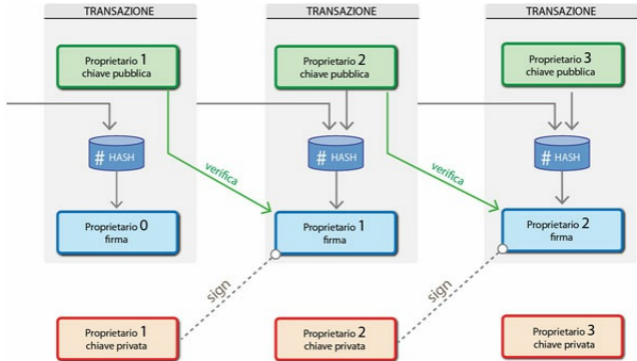 TRANSAZIONE
Proprietario 1
chiave pubblica
# HASH
verifica
Proprietario 0
firma
sign
Proprietario 1
chiave privata
TRANSAZIONE
Proprietario 2
chiave pubblica
# HASH
verifica
Proprietario 1
firma
sign
Proprietario 2
chiave privata
TRANSAZIONE
Proprietario 3
chiave pubblica
# HASH
Proprietario 2
firma
Proprietario 3
chiave privata